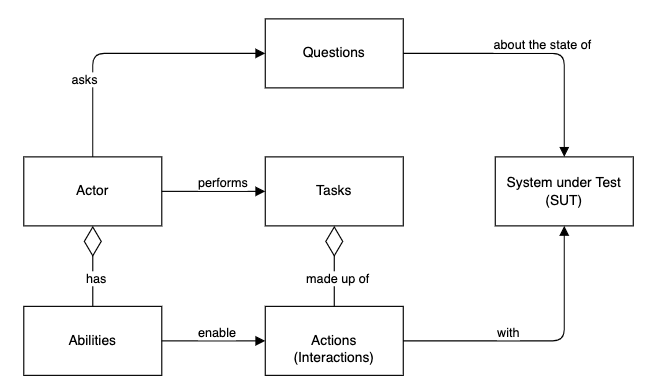 Questions
about the state of
asks
Actor
performs
Tasks
System under Test
(SUT)
has
made up of
Abilities
enable
Actions
(Interactions)
with